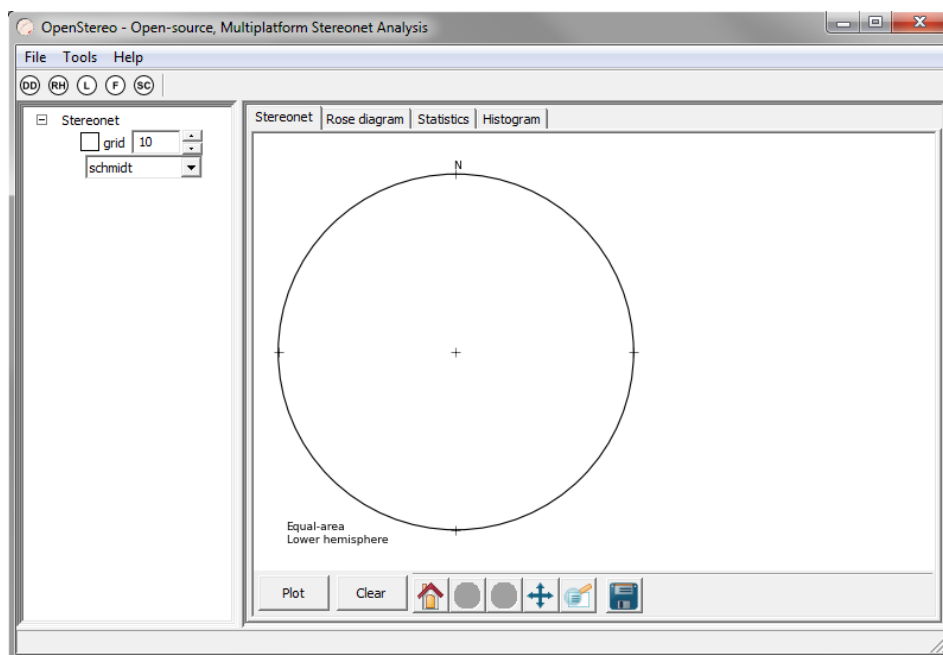 OpenStereo - Open-source, Multiplatform Stereonet Analysis
File Tools Help
DD RH L F SC
Stereonet
grid 10
schmidt
Stereonet Rose diagram Statistics Histogram
N
Equal-area
Lower hemisphere
Plot Clear